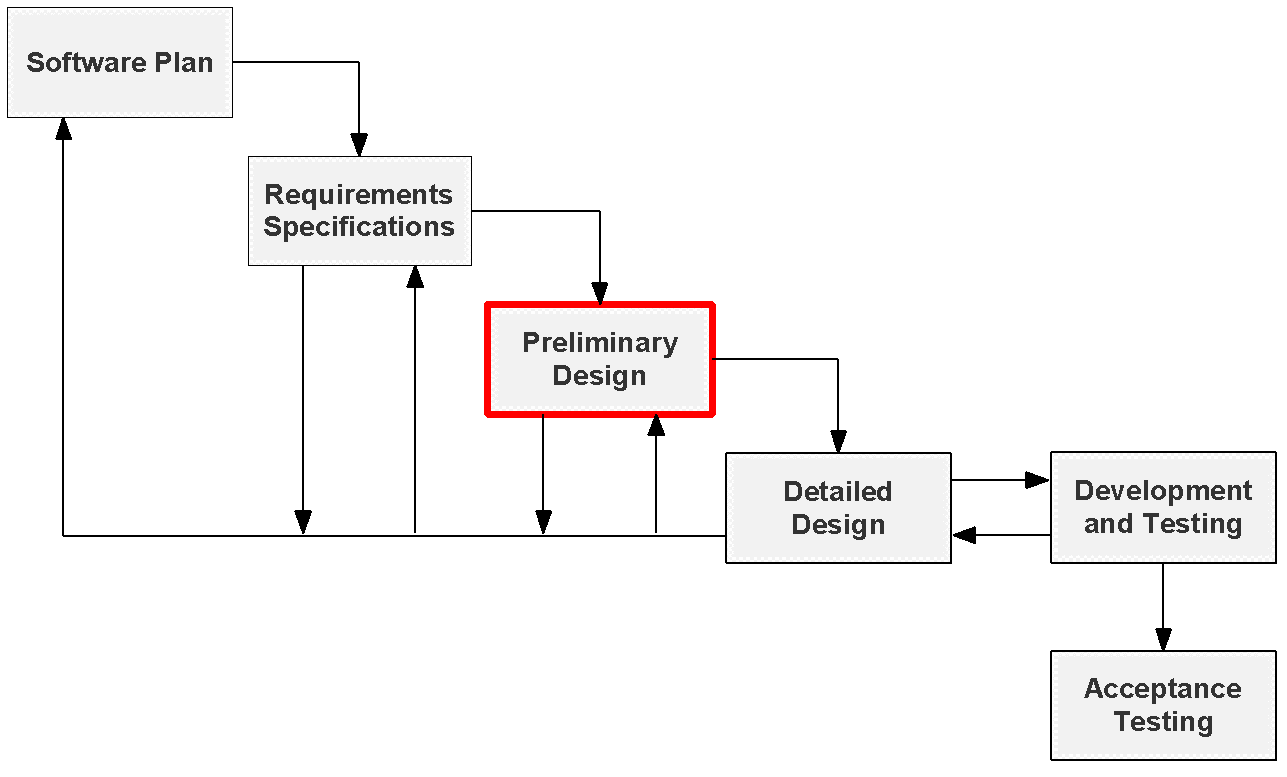 Software Plan
Requirements
Specifications
Preliminary
Design
Detailed
Design
Development
and Testing
Acceptance
Testing